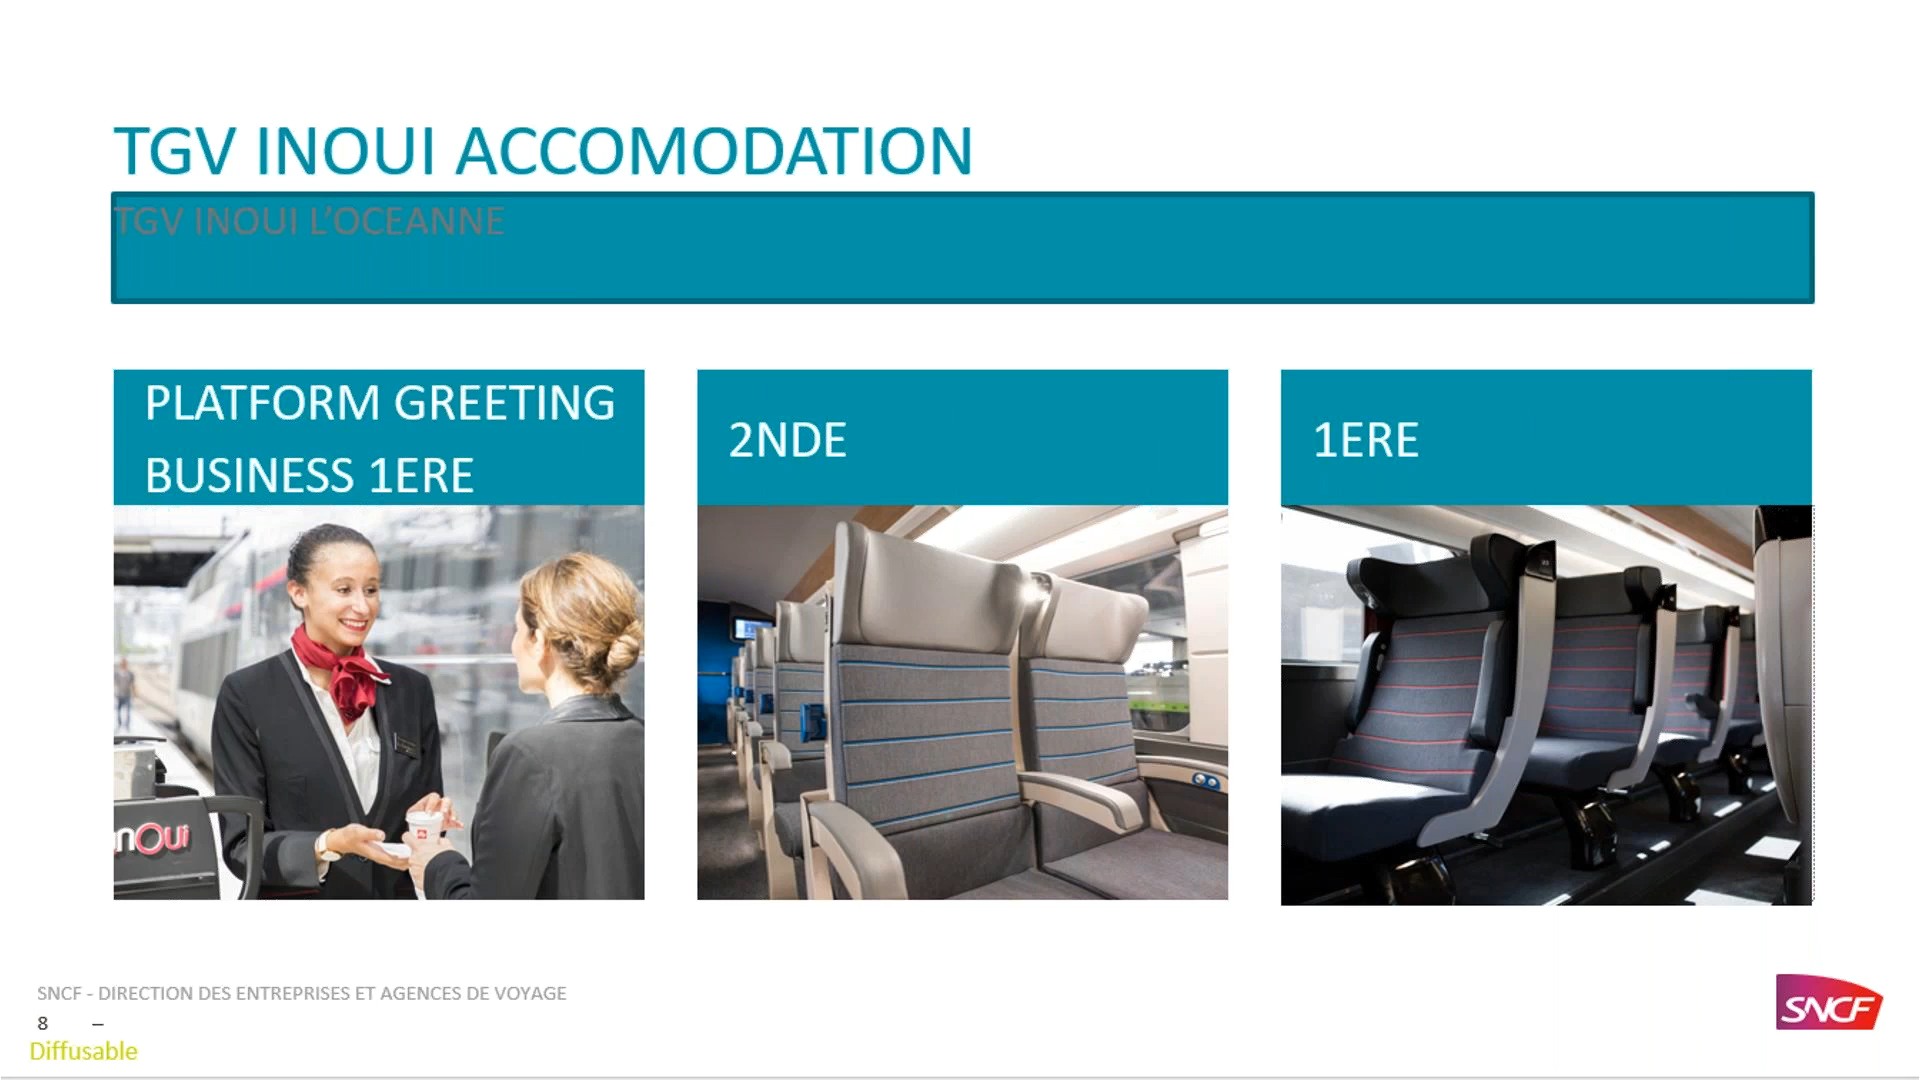 TGV INOUI ACCOMODATION
TGV INOUI L'OCEANNE
PLATFORM GREETING
BUSINESS 1ERE
2NDE
1ERE
nOui
SNCF - DIRECTION DES ENTREPRISES ET AGENCES DE VOYAGE
8 –
Diffusable
SNCF